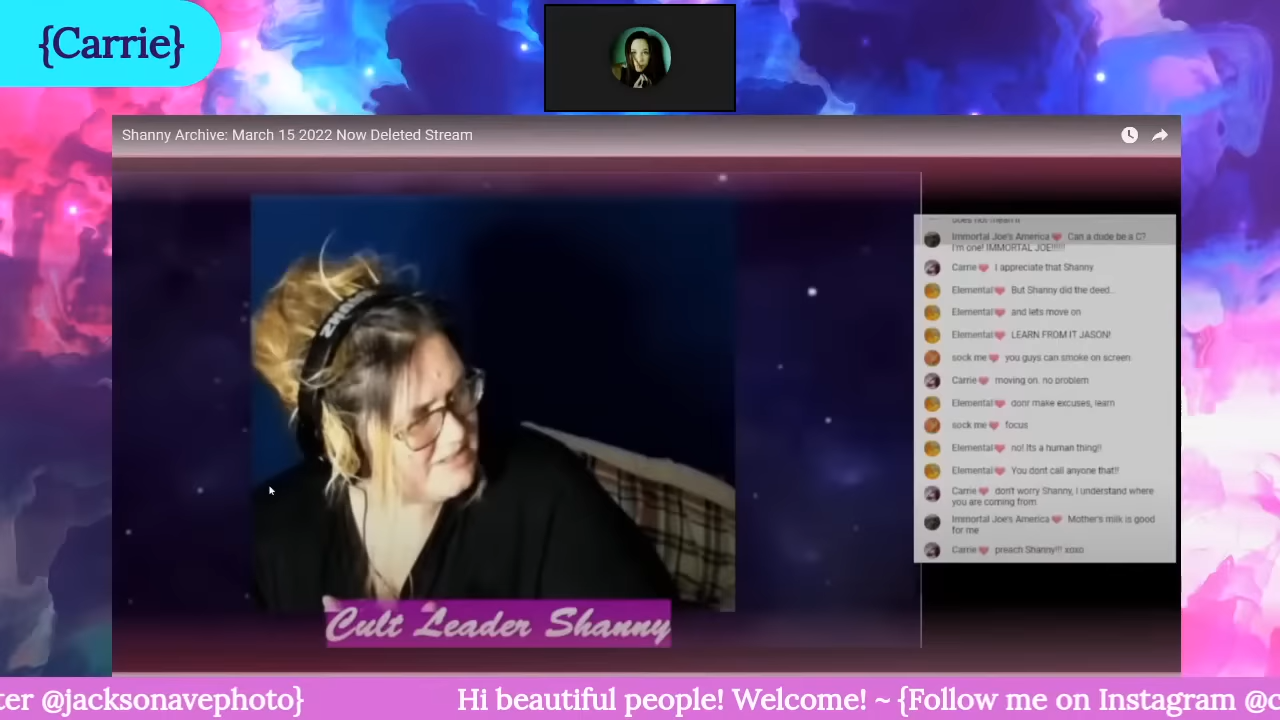 {Carrie}
Shanny Archive: March 15 2022 Now Deleted Stream
does not mean it
Immortal Joe's America Can a dude be a C?
I'm one! IMMORTAL JOE!!!!!!
Carrie I appreciate that Shanny
Elemental But Shanny did the deed...
Elemental and lets move on
Elemental LEARN FROM IT JASON!
sock me you guys can smoke on screen
Carrie moving on. no problem
Elemental donr make excuses, learn
sock me focus
Elemental no! Its a human thing!!
Elemental You dont call anyone that!!
Carrie don't worry Shanny, I understand where
you are coming from
Immortal Joe's America Mother's milk is good
for me
Carrie preach Shanny!!! xoxo
Cult Leader Shanny
ter @jacksonavephoto} Hi beautiful people! Welcome! ~ {Follow me on Instagram @c